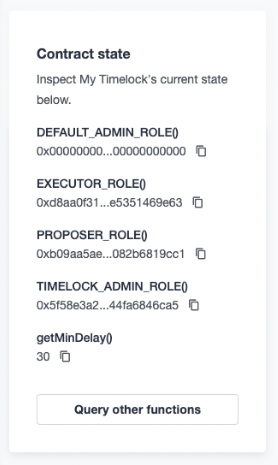 Contract state
Inspect My Timelock's current state
below.
DEFAULT_ADMIN_ROLE()
0x00000000...00000000000
EXECUTOR_ROLE()
0xd8aa0f31...e5351469e63
PROPOSER_ROLE()
0xb09aa5ae...082b6819cc1
TIMELOCK_ADMIN_ROLE()
0x5f58e3a2...44fa6846ca5
getMinDelay()
30
Query other functions